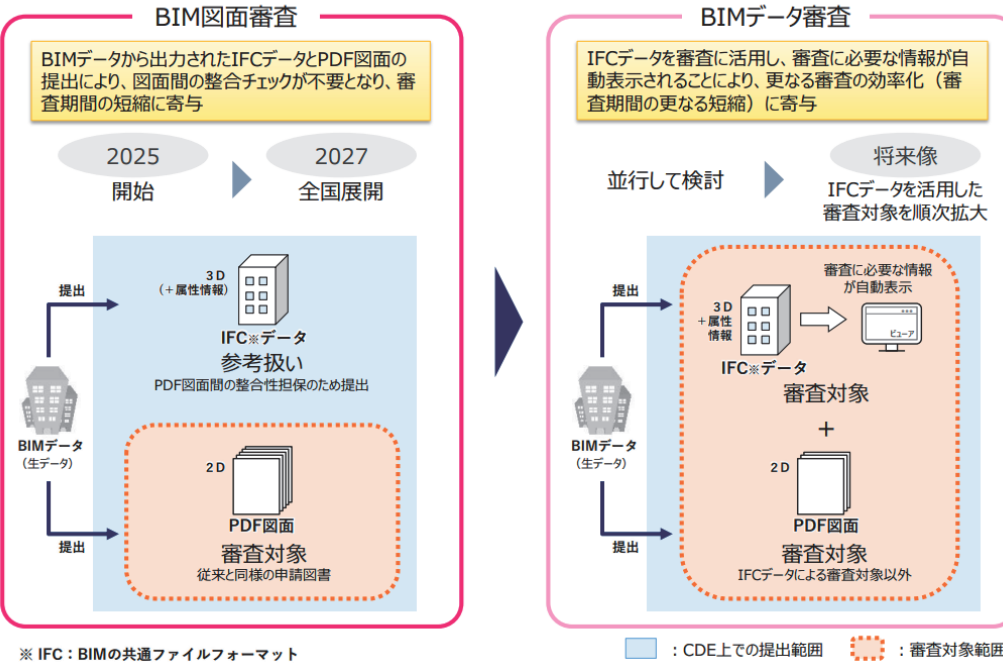 BIM図面審査
BIMデータから出力されたIFCデータとPDF図面の
提出により、図面間の整合チェックが不要となり、審
査期間の短縮に寄与
2025
開始
2027
全国展開
提出
3D
(+属性情報)
IFC※データ
参考扱い
PDF図面間の整合性担保のため提出
BIMデータ
(生データ)
2D
PDF図面
提出
審査対象
従来と同様の申請図書
※ IFC：BIMの共通ファイルフォーマット
BIMデータ審査
IFCデータを審査に活用し、審査に必要な情報が自
動表示されることにより、更なる審査の効率化（審
査期間の更なる短縮）に寄与
並行して検討
将来像
IFCデータを活用した
審査対象を順次拡大
提出
審査に必要な情報
が自動表示
3D
+属性
情報
ビューア
IFC※データ
審査対象
+
BIMデータ
(生データ)
2D
PDF図面
提出
審査対象
IFCデータによる審査対象以外
：CDE上での提出範囲
：審査対象範囲